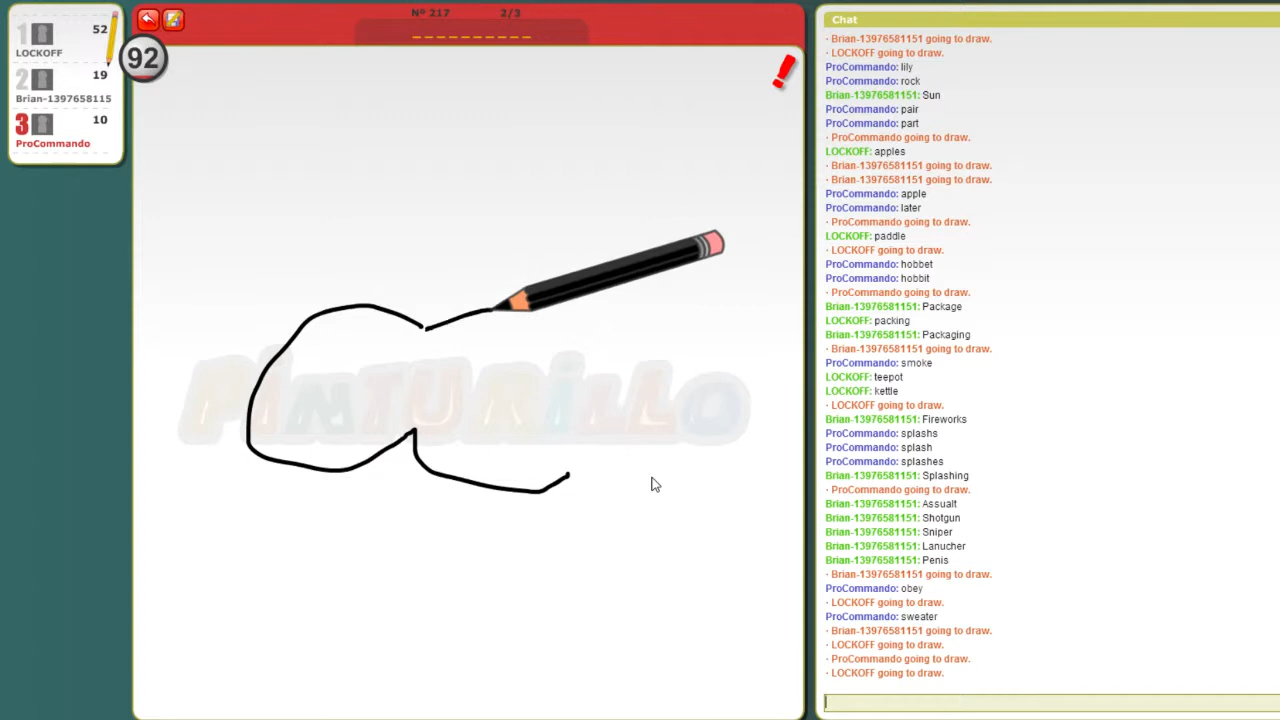 Nº 217
2/3
_ _ _ _ _ _ _ _ _ _
1
52
LOCKOFF
92
2
19
Brian-1397658115
3
10
ProCommando
PINTURILLO
Chat
· Brian-13976581151 going to draw.
· LOCKOFF going to draw.
ProCommando: lily
ProCommando: rock
Brian-13976581151: Sun
ProCommando: pair
ProCommando: part
· ProCommando going to draw.
LOCKOFF: apples
· Brian-13976581151 going to draw.
· Brian-13976581151 going to draw.
ProCommando: apple
ProCommando: later
· ProCommando going to draw.
LOCKOFF: paddle
· LOCKOFF going to draw.
ProCommando: hobbet
ProCommando: hobbit
· ProCommando going to draw.
Brian-13976581151: Package
LOCKOFF: packing
Brian-13976581151: Packaging
· Brian-13976581151 going to draw.
ProCommando: smoke
LOCKOFF: teepot
LOCKOFF: kettle
· LOCKOFF going to draw.
Brian-13976581151: Fireworks
ProCommando: splashs
ProCommando: splash
ProCommando: splashes
Brian-13976581151: Splashing
· ProCommando going to draw.
Brian-13976581151: Assualt
Brian-13976581151: Shotgun
Brian-13976581151: Sniper
Brian-13976581151: Lanucher
Brian-13976581151: Penis
· Brian-13976581151 going to draw.
ProCommando: obey
· LOCKOFF going to draw.
ProCommando: sweater
· Brian-13976581151 going to draw.
· LOCKOFF going to draw.
· ProCommando going to draw.
· LOCKOFF going to draw.